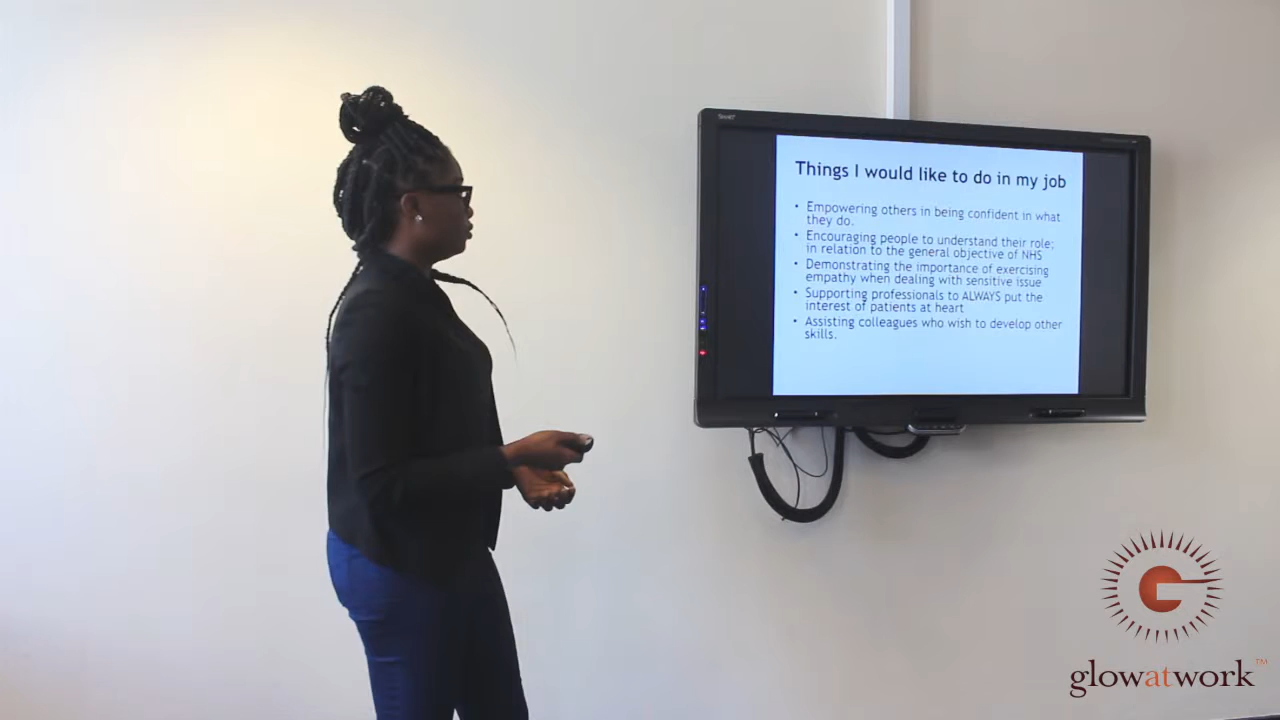 SMART
Things I would like to do in my job
• Empowering others in being confident in what
they do.
• Encouraging people to understand their role;
in relation to the general objective of NHS
• Demonstrating the importance of exercising
empathy when dealing with sensitive issue
• Supporting professionals to ALWAYS put the
interest of patients at heart
• Assisting colleagues who wish to develop other
skills.
glowatwork™